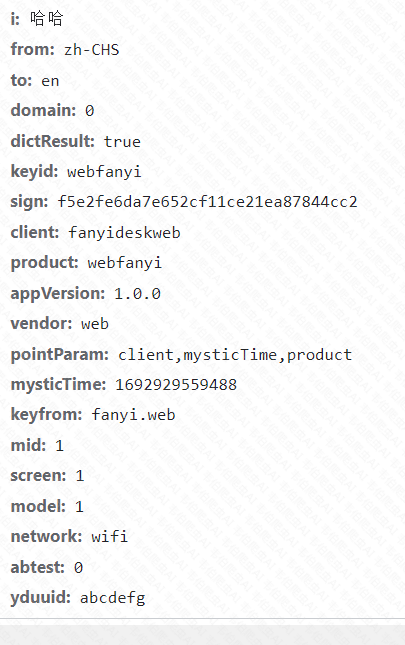 i: 哈哈
from: zh-CHS
to: en
domain: 0
dictResult: true
keyid: webfanyi
sign: f5e2fe6da7e652cf11ce21ea87844cc2
client: fanyideskweb
product: webfanyi
appVersion: 1.0.0
vendor: web
pointParam: client,mysticTime,product
mysticTime: 1692929559488
keyfrom: fanyi.web
mid: 1
screen: 1
model: 1
network: wifi
abtest: 0
yduuid: abcdefg